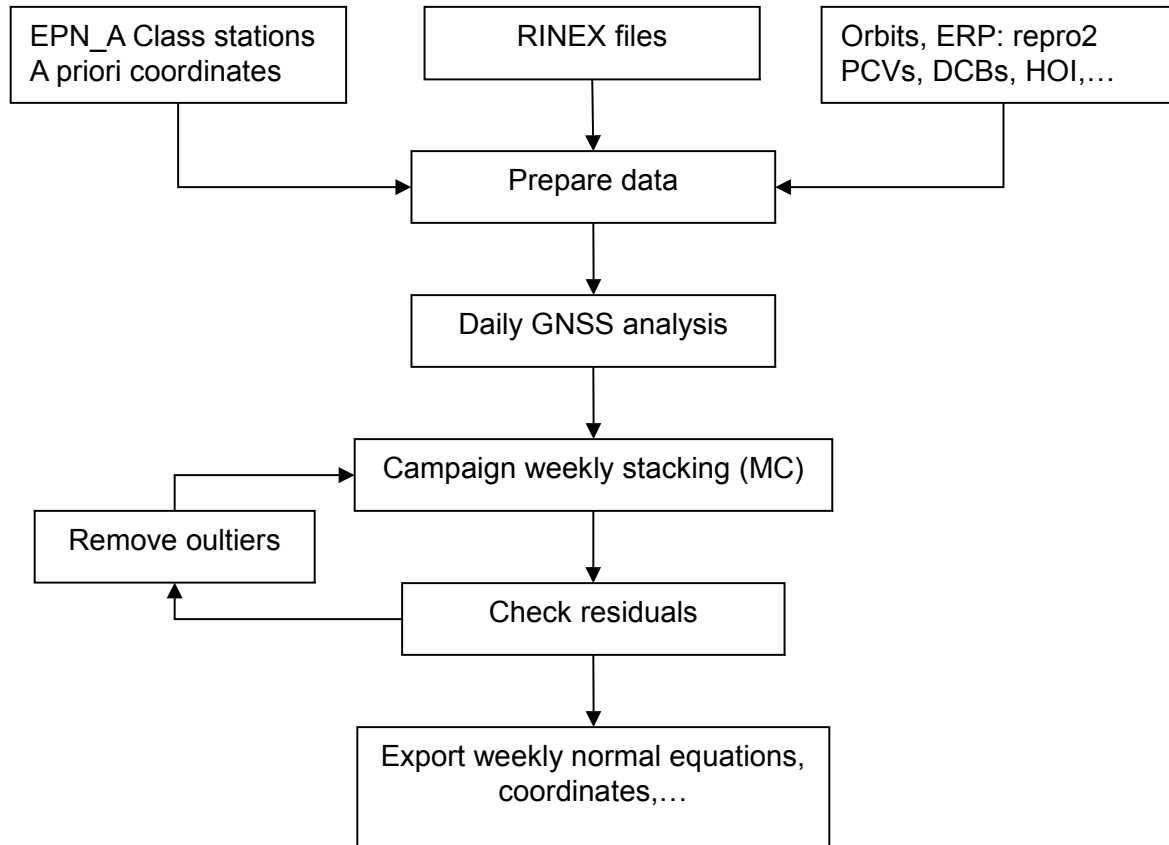 EPN_A Class stations
A priori coordinates
RINEX files
Orbits, ERP: repro2
PCVs, DCBs, HOI,…
Prepare data
Daily GNSS analysis
Campaign weekly stacking (MC)
Remove oultiers
Check residuals
Export weekly normal equations,
coordinates,…